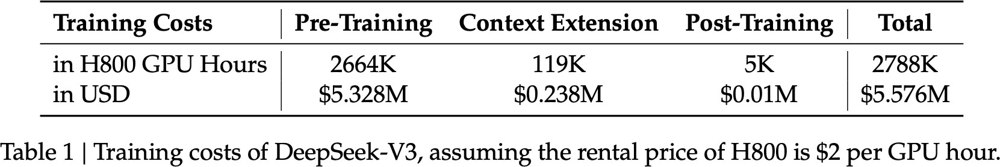 Training Costs Pre-Training Context Extension Post-Training Total
in H800 GPU Hours 2664K 119K 5K 2788K
in USD $5.328M $0.238M $0.01M $5.576M
Table 1 | Training costs of DeepSeek-V3, assuming the rental price of H800 is $2 per GPU hour.